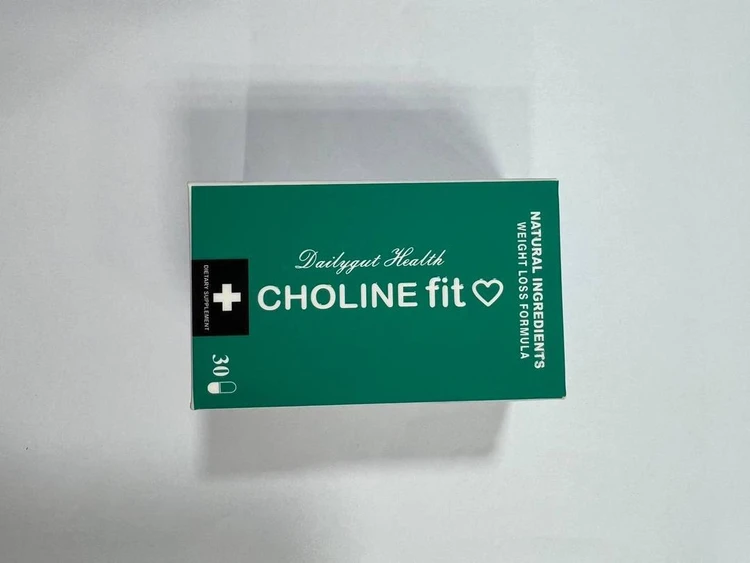 Dailygut Health
CHOLINE fit
NATURAL INGREDIENTS
WEIGHT LOSS FORMULA
DIETARY SUPPLEMENT
30